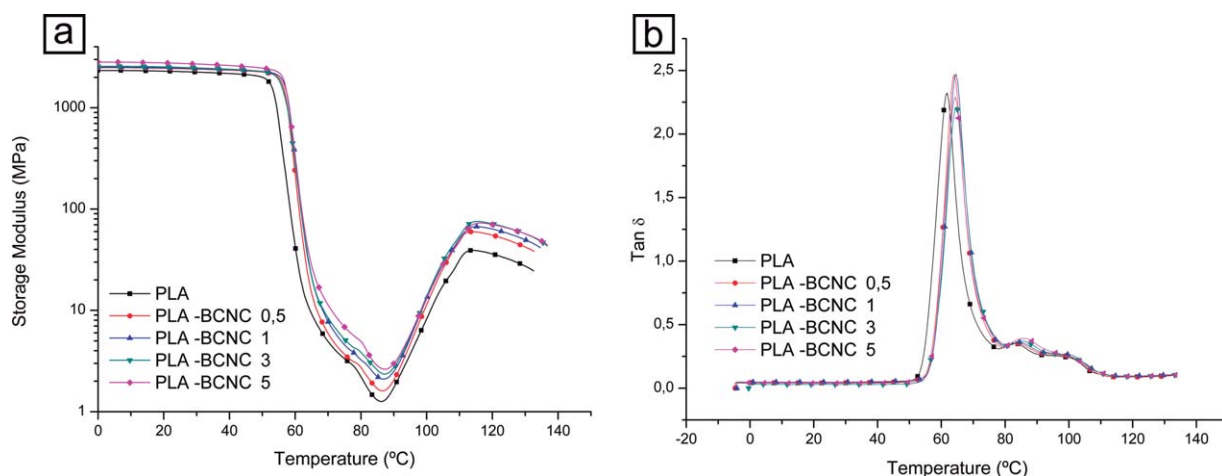 a
Storage Modulus (MPa)
1000
100
10
1
PLA
PLA -BCNC 0,5
PLA -BCNC 1
PLA -BCNC 3
PLA -BCNC 5
0 20 40 60 80 100 120 140
Temperature (ºC)
b
Tan δ
2,5
2,0
1,5
1,0
0,5
0,0
PLA
PLA -BCNC 0,5
PLA -BCNC 1
PLA -BCNC 3
PLA -BCNC 5
-20 0 20 40 60 80 100 120 140
Temperature (ºC)